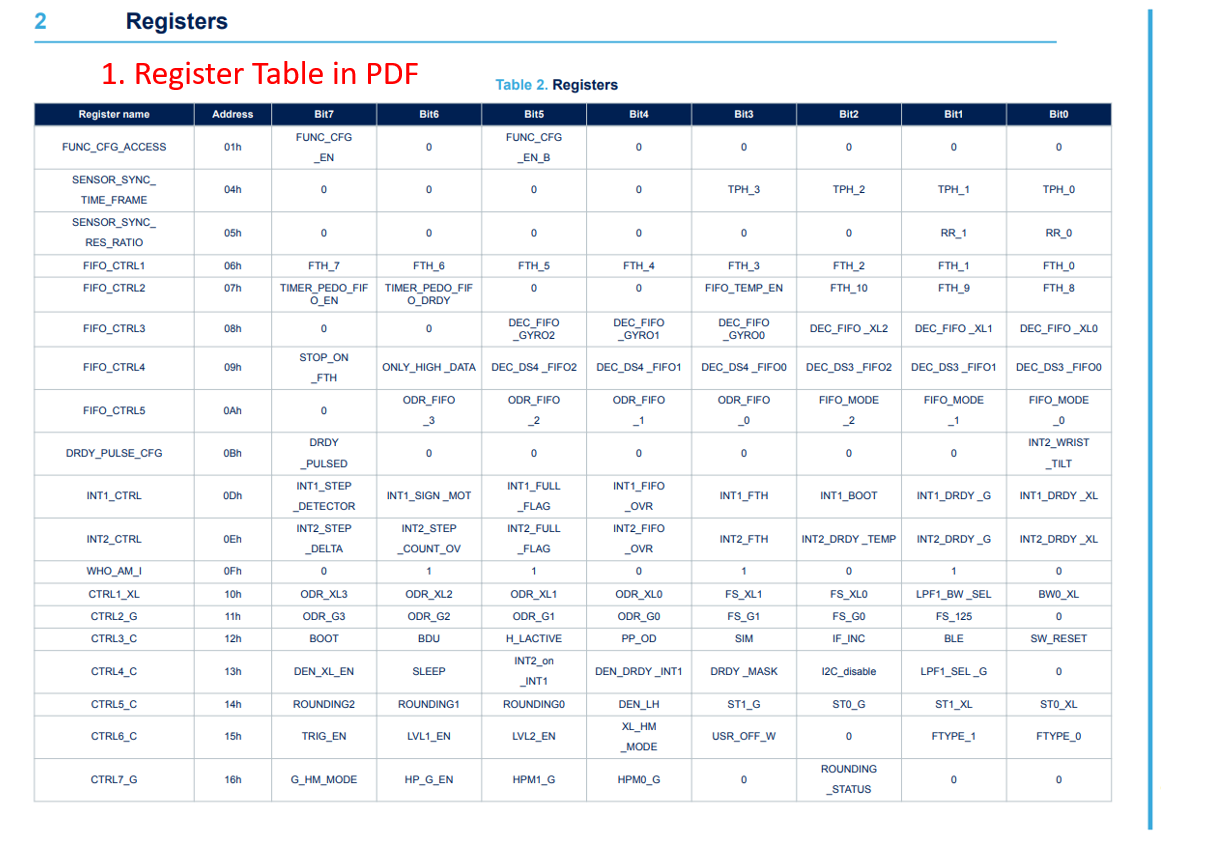 2 Registers
1. Register Table in PDF
Table 2. Registers
Register name Address Bit7 Bit6 Bit5 Bit4 Bit3 Bit2 Bit1 Bit0
FUNC_CFG_ACCESS 01h FUNC_CFG _EN 0 FUNC_CFG _EN_B 0 0 0 0 0
SENSOR_SYNC_ TIME_FRAME 04h 0 0 0 0 TPH_3 TPH_2 TPH_1 TPH_0
SENSOR_SYNC_ RES_RATIO 05h 0 0 0 0 0 0 RR_1 RR_0
FIFO_CTRL1 06h FTH_7 FTH_6 FTH_5 FTH_4 FTH_3 FTH_2 FTH_1 FTH_0
FIFO_CTRL2 07h TIMER_PEDO_FIF O_EN TIMER_PEDO_FIF O_DRDY 0 0 FIFO_TEMP_EN FTH_10 FTH_9 FTH_8
FIFO_CTRL3 08h 0 0 DEC_FIFO _GYRO2 DEC_FIFO _GYRO1 DEC_FIFO _GYRO0 DEC_FIFO _XL2 DEC_FIFO _XL1 DEC_FIFO _XL0
FIFO_CTRL4 09h STOP_ON _FTH ONLY_HIGH _DATA DEC_DS4 _FIFO2 DEC_DS4 _FIFO1 DEC_DS4 _FIFO0 DEC_DS3 _FIFO2 DEC_DS3 _FIFO1 DEC_DS3 _FIFO0
FIFO_CTRL5 0Ah 0 ODR_FIFO _3 ODR_FIFO _2 ODR_FIFO _1 ODR_FIFO _0 FIFO_MODE _2 FIFO_MODE _1 FIFO_MODE _0
DRDY_PULSE_CFG 0Bh DRDY _PULSED 0 0 0 0 0 0 INT2_WRIST _TILT
INT1_CTRL 0Dh INT1_STEP _DETECTOR INT1_SIGN _MOT INT1_FULL _FLAG INT1_FIFO _OVR INT1_FTH INT1_BOOT INT1_DRDY _G INT1_DRDY _XL
INT2_CTRL 0Eh INT2_STEP _DELTA INT2_STEP _COUNT_OV INT2_FULL _FLAG INT2_FIFO _OVR INT2_FTH INT2_DRDY _TEMP INT2_DRDY _G INT2_DRDY _XL
WHO_AM_I 0Fh 0 1 1 0 1 0 1 0
CTRL1_XL 10h ODR_XL3 ODR_XL2 ODR_XL1 ODR_XL0 FS_XL1 FS_XL0 LPF1_BW _SEL BW0_XL
CTRL2_G 11h ODR_G3 ODR_G2 ODR_G1 ODR_G0 FS_G1 FS_G0 FS_125 0
CTRL3_C 12h BOOT BDU H_LACTIVE PP_OD SIM IF_INC BLE SW_RESET
CTRL4_C 13h DEN_XL_EN SLEEP INT2_on _INT1 DEN_DRDY _INT1 DRDY _MASK I2C_disable LPF1_SEL _G 0
CTRL5_C 14h ROUNDING2 ROUNDING1 ROUNDING0 DEN_LH ST1_G ST0_G ST1_XL ST0_XL
CTRL6_C 15h TRIG_EN LVL1_EN LVL2_EN XL_HM _MODE USR_OFF_W 0 FTYPE_1 FTYPE_0
CTRL7_G 16h G_HM_MODE HP_G_EN HPM1_G HPM0_G 0 ROUNDING _STATUS 0 0